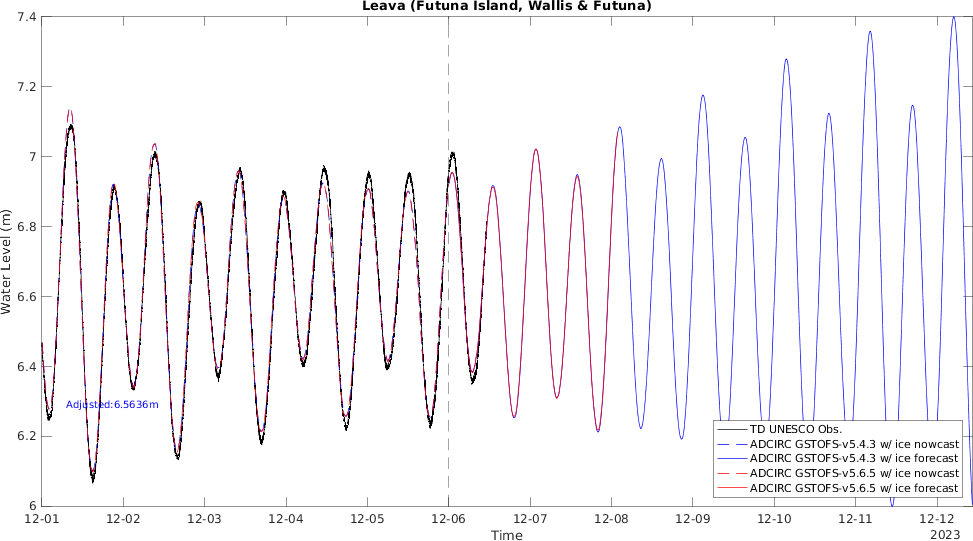 Leava (Futuna Island, Wallis & Futuna)
7.4
7.2
7
6.8
6.6
6.4
6.2
6
Water Level (m)
Adjusted:6.5636m
TD UNESCO Obs.
ADCIRC GSTOFS-v5.4.3 w/ ice nowcast
ADCIRC GSTOFS-v5.4.3 w/ ice forecast
ADCIRC GSTOFS-v5.6.5 w/ ice nowcast
ADCIRC GSTOFS-v5.6.5 w/ ice forecast
12-01 12-02 12-03 12-04 12-05 12-06 12-07 12-08 12-09 12-10 12-11 12-12
Time
2023